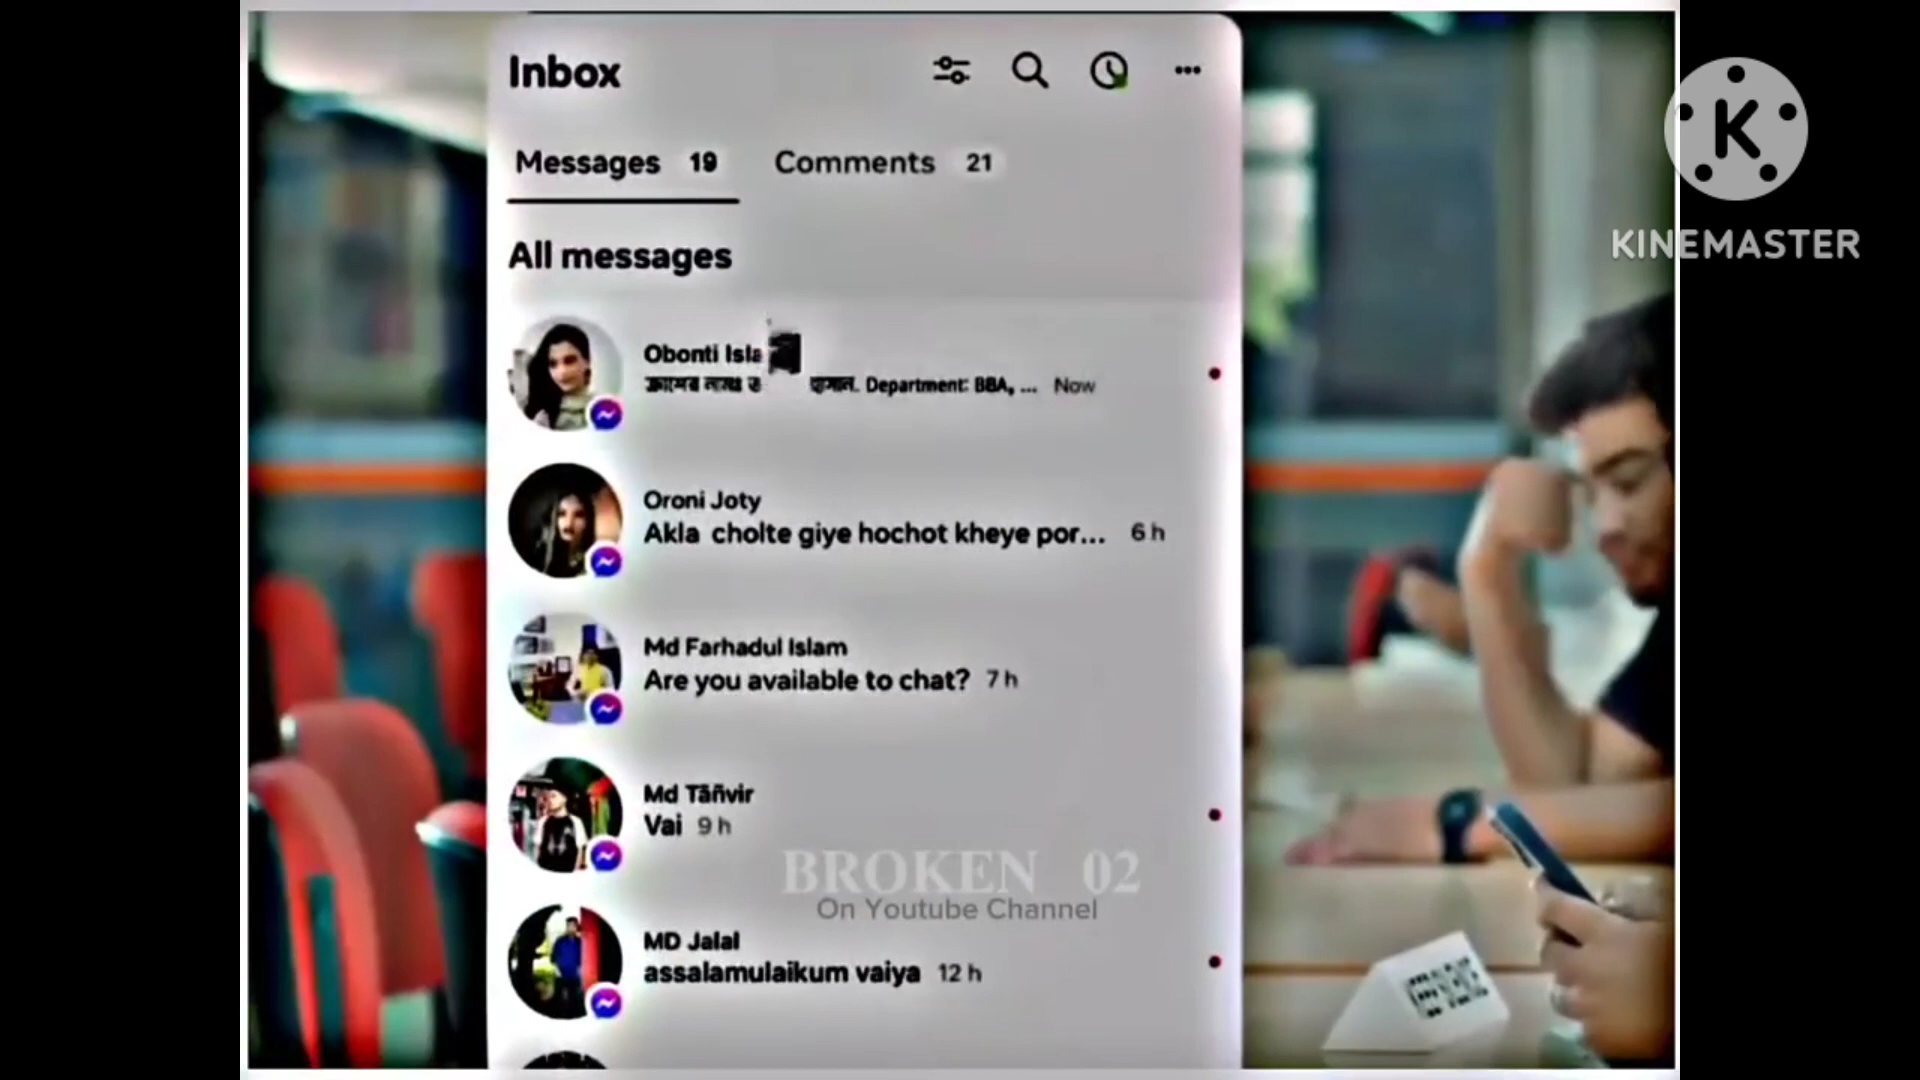 Inbox
Messages 19 Comments 21
All messages
Obonti Isla
Department: BBA, ... Now
Oroni Joty
Akla cholte giye hochot kheye por... 6 h
Md Farhadul Islam
Are you available to chat? 7 h
Md Tāñvir
Vai 9 h
MD Jalal
assalamulaikum vaiya 12 h
BROKEN 02
On Youtube Channel
K
KINEMASTER